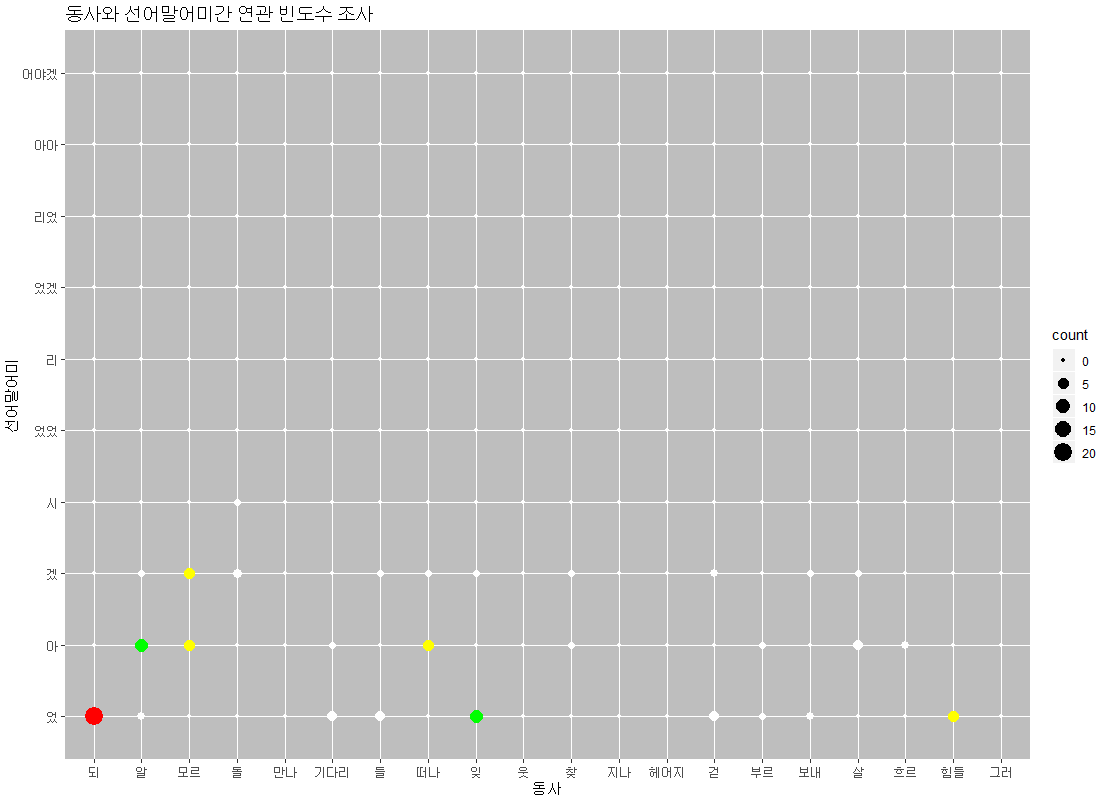 동사와 선어말어미간 연관 빈도수 조사
선어말어미
어야겠
아아
리었
었겠
리
었었
시
겠
아
었
되 알 모르 돌 만나 기다리 들 떠나 잊 웃 찾 지나 헤어지 걷 부르 보내 살 흐르 힘들 그러
동사
count
0
5
10
15
20